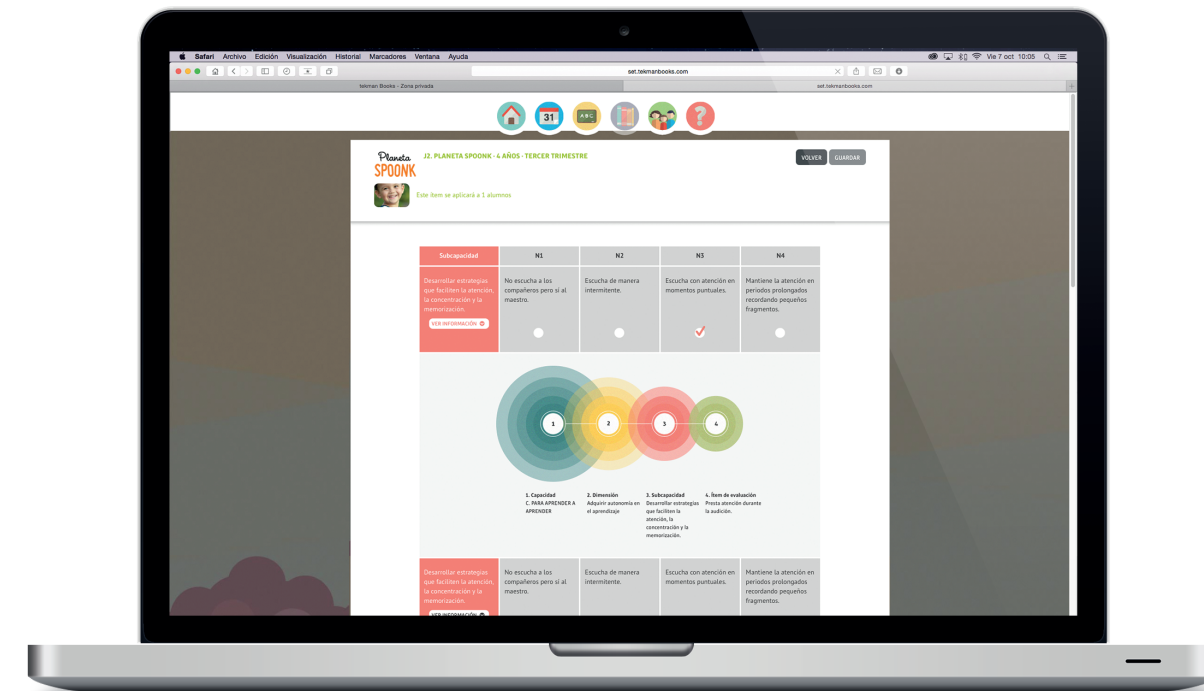 Safari Archivo Edición Visualización Historial Marcadores Ventana Ayuda
Vie 7 oct 10:05
set.tekmanbooks.com
tekman Books - Zona privada
set.tekmanbooks.com
31
ABC
?
Planeta
SPOONK
J2. PLANETA SPOONK - 4 AÑOS - TERCER TRIMESTRE
VOLVER
GUARDAR
Este ítem se aplicará a 1 alumnos
Subcapacidad N1 N2 N3 N4
Desarrollar estrategias
que faciliten la atención,
la concentración y la
memorización.
VER INFORMACIÓN
No escucha a los
compañeros pero sí al
maestro.
Escucha de manera
intermitente.
Escucha con atención en
momentos puntuales.
Mantiene la atención en
periodos prolongados
recordando pequeños
fragmentos.
1 2 3 4
1. Capacidad
C. PARA APRENDER A
APRENDER
2. Dimensión
Adquirir autonomía en
el aprendizaje
3. Subcapacidad
Desarrollar estrategias
que faciliten la
atención, la
concentración y la
memorización.
4. Ítem de evaluación
Presta atención durante
la audición.
Desarrollar estrategias
que faciliten la atención,
la concentración y la
memorización.
VER INFORMACIÓN
No escucha a los
compañeros pero sí al
maestro.
Escucha de manera
intermitente.
Escucha con atención en
momentos puntuales.
Mantiene la atención en
periodos prolongados
recordando pequeños
fragmentos.